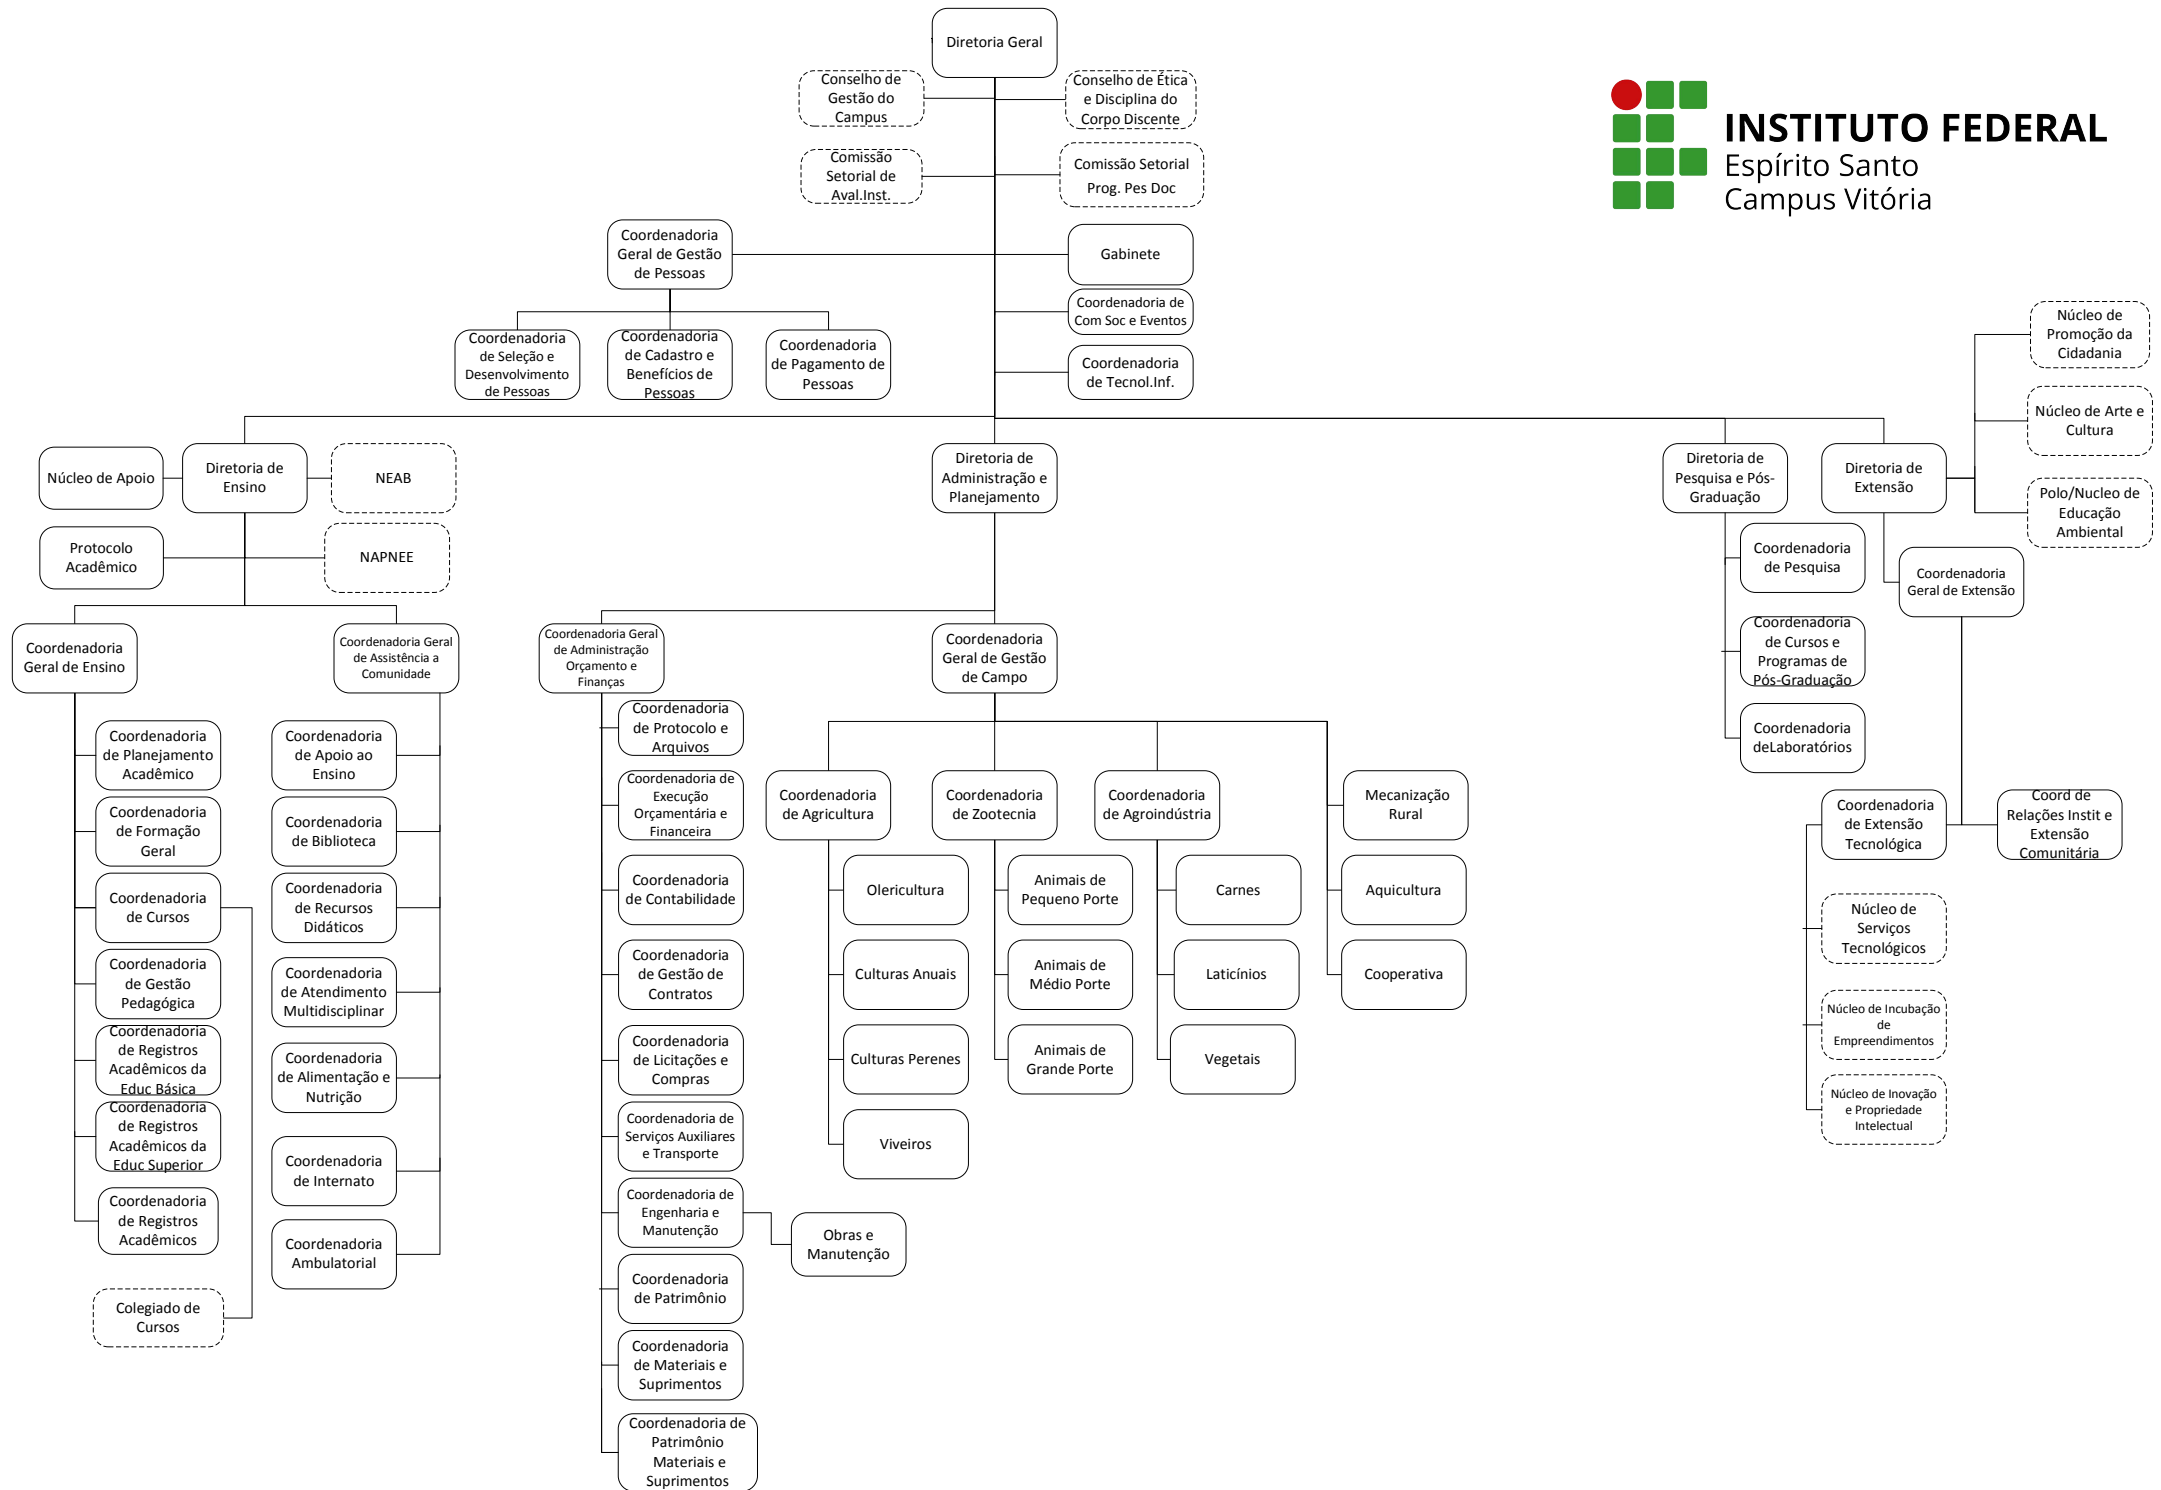 Diretoria Geral
Conselho de
Gestão do
Campus
Conselho de Ética
e Disciplina do
Corpo Discente
Comissão
Setorial de
Aval.Inst.
Comissão Setorial
Prog. Pes Doc
INSTITUTO FEDERAL
Espírito Santo
Campus Vitória
Coordenadoria
Geral de Gestão
de Pessoas
Gabinete
Coordenadoria de
Com Soc e Eventos
Coordenadoria
de Seleção e
Desenvolvimento
de Pessoas
Coordenadoria
de Cadastro e
Benefícios de
Pessoas
Coordenadoria
de Pagamento de
Pessoas
Coordenadoria
de Tecnol.Inf.
Núcleo de
Promoção da
Cidadania
Núcleo de Arte e
Cultura
Polo/Nucleo de
Educação
Ambiental
Núcleo de Apoio
Diretoria de
Ensino
NEAB
Diretoria de
Administração e
Planejamento
Diretoria de
Pesquisa e Pós-
Graduação
Diretoria de
Extensão
Protocolo
Acadêmico
NAPNEE
Coordenadoria
de Pesquisa
Coordenadoria
Geral de Extensão
Coordenadoria
Geral de Ensino
Coordenadoria Geral
de Assistência a
Comunidade
Coordenadoria Geral
de Administração
Orçamento e
Finanças
Coordenadoria
Geral de Gestão
de Campo
Coordenadoria
de Cursos e
Programas de
Pós-Graduação
Coordenadoria
deLaboratórios
Coordenadoria
de Planejamento
Acadêmico
Coordenadoria
de Formação
Geral
Coordenadoria
de Cursos
Coordenadoria
de Gestão
Pedagógica
Coordenadoria
de Registros
Acadêmicos da
Educ Básica
Coordenadoria
de Registros
Acadêmicos da
Educ Superior
Coordenadoria
de Registros
Acadêmicos
Colegiado de
Cursos
Coordenadoria
de Apoio ao
Ensino
Coordenadoria
de Biblioteca
Coordenadoria
de Recursos
Didáticos
Coordenadoria
de Atendimento
Multidisciplinar
Coordenadoria
de Alimentação e
Nutrição
Coordenadoria
de Internato
Coordenadoria
Ambulatorial
Coordenadoria
de Protocolo e
Arquivos
Coordenadoria de
Execução
Orçamentária e
Financeira
Coordenadoria
de Contabilidade
Coordenadoria
de Gestão de
Contratos
Coordenadoria
de Licitações e
Compras
Coordenadoria de
Serviços Auxiliares
e Transporte
Coordenadoria de
Engenharia e
Manutenção
Obras e
Manutenção
Coordenadoria
de Patrimônio
Coordenadoria
de Materiais e
Suprimentos
Coordenadoria de
Patrimônio
Materiais e
Suprimentos
Coordenadoria
de Agricultura
Olericultura
Culturas Anuais
Culturas Perenes
Viveiros
Coordenadoria
de Zootecnia
Animais de
Pequeno Porte
Animais de
Médio Porte
Animais de
Grande Porte
Coordenadoria
de Agroindústria
Carnes
Laticínios
Vegetais
Mecanização
Rural
Aquicultura
Cooperativa
Coordenadoria
de Extensão
Tecnológica
Coord de
Relações Instit e
Extensão
Comunitária
Núcleo de
Serviços
Tecnológicos
Núcleo de Incubação
de
Empreendimentos
Núcleo de Inovação
e Propriedade
Intelectual